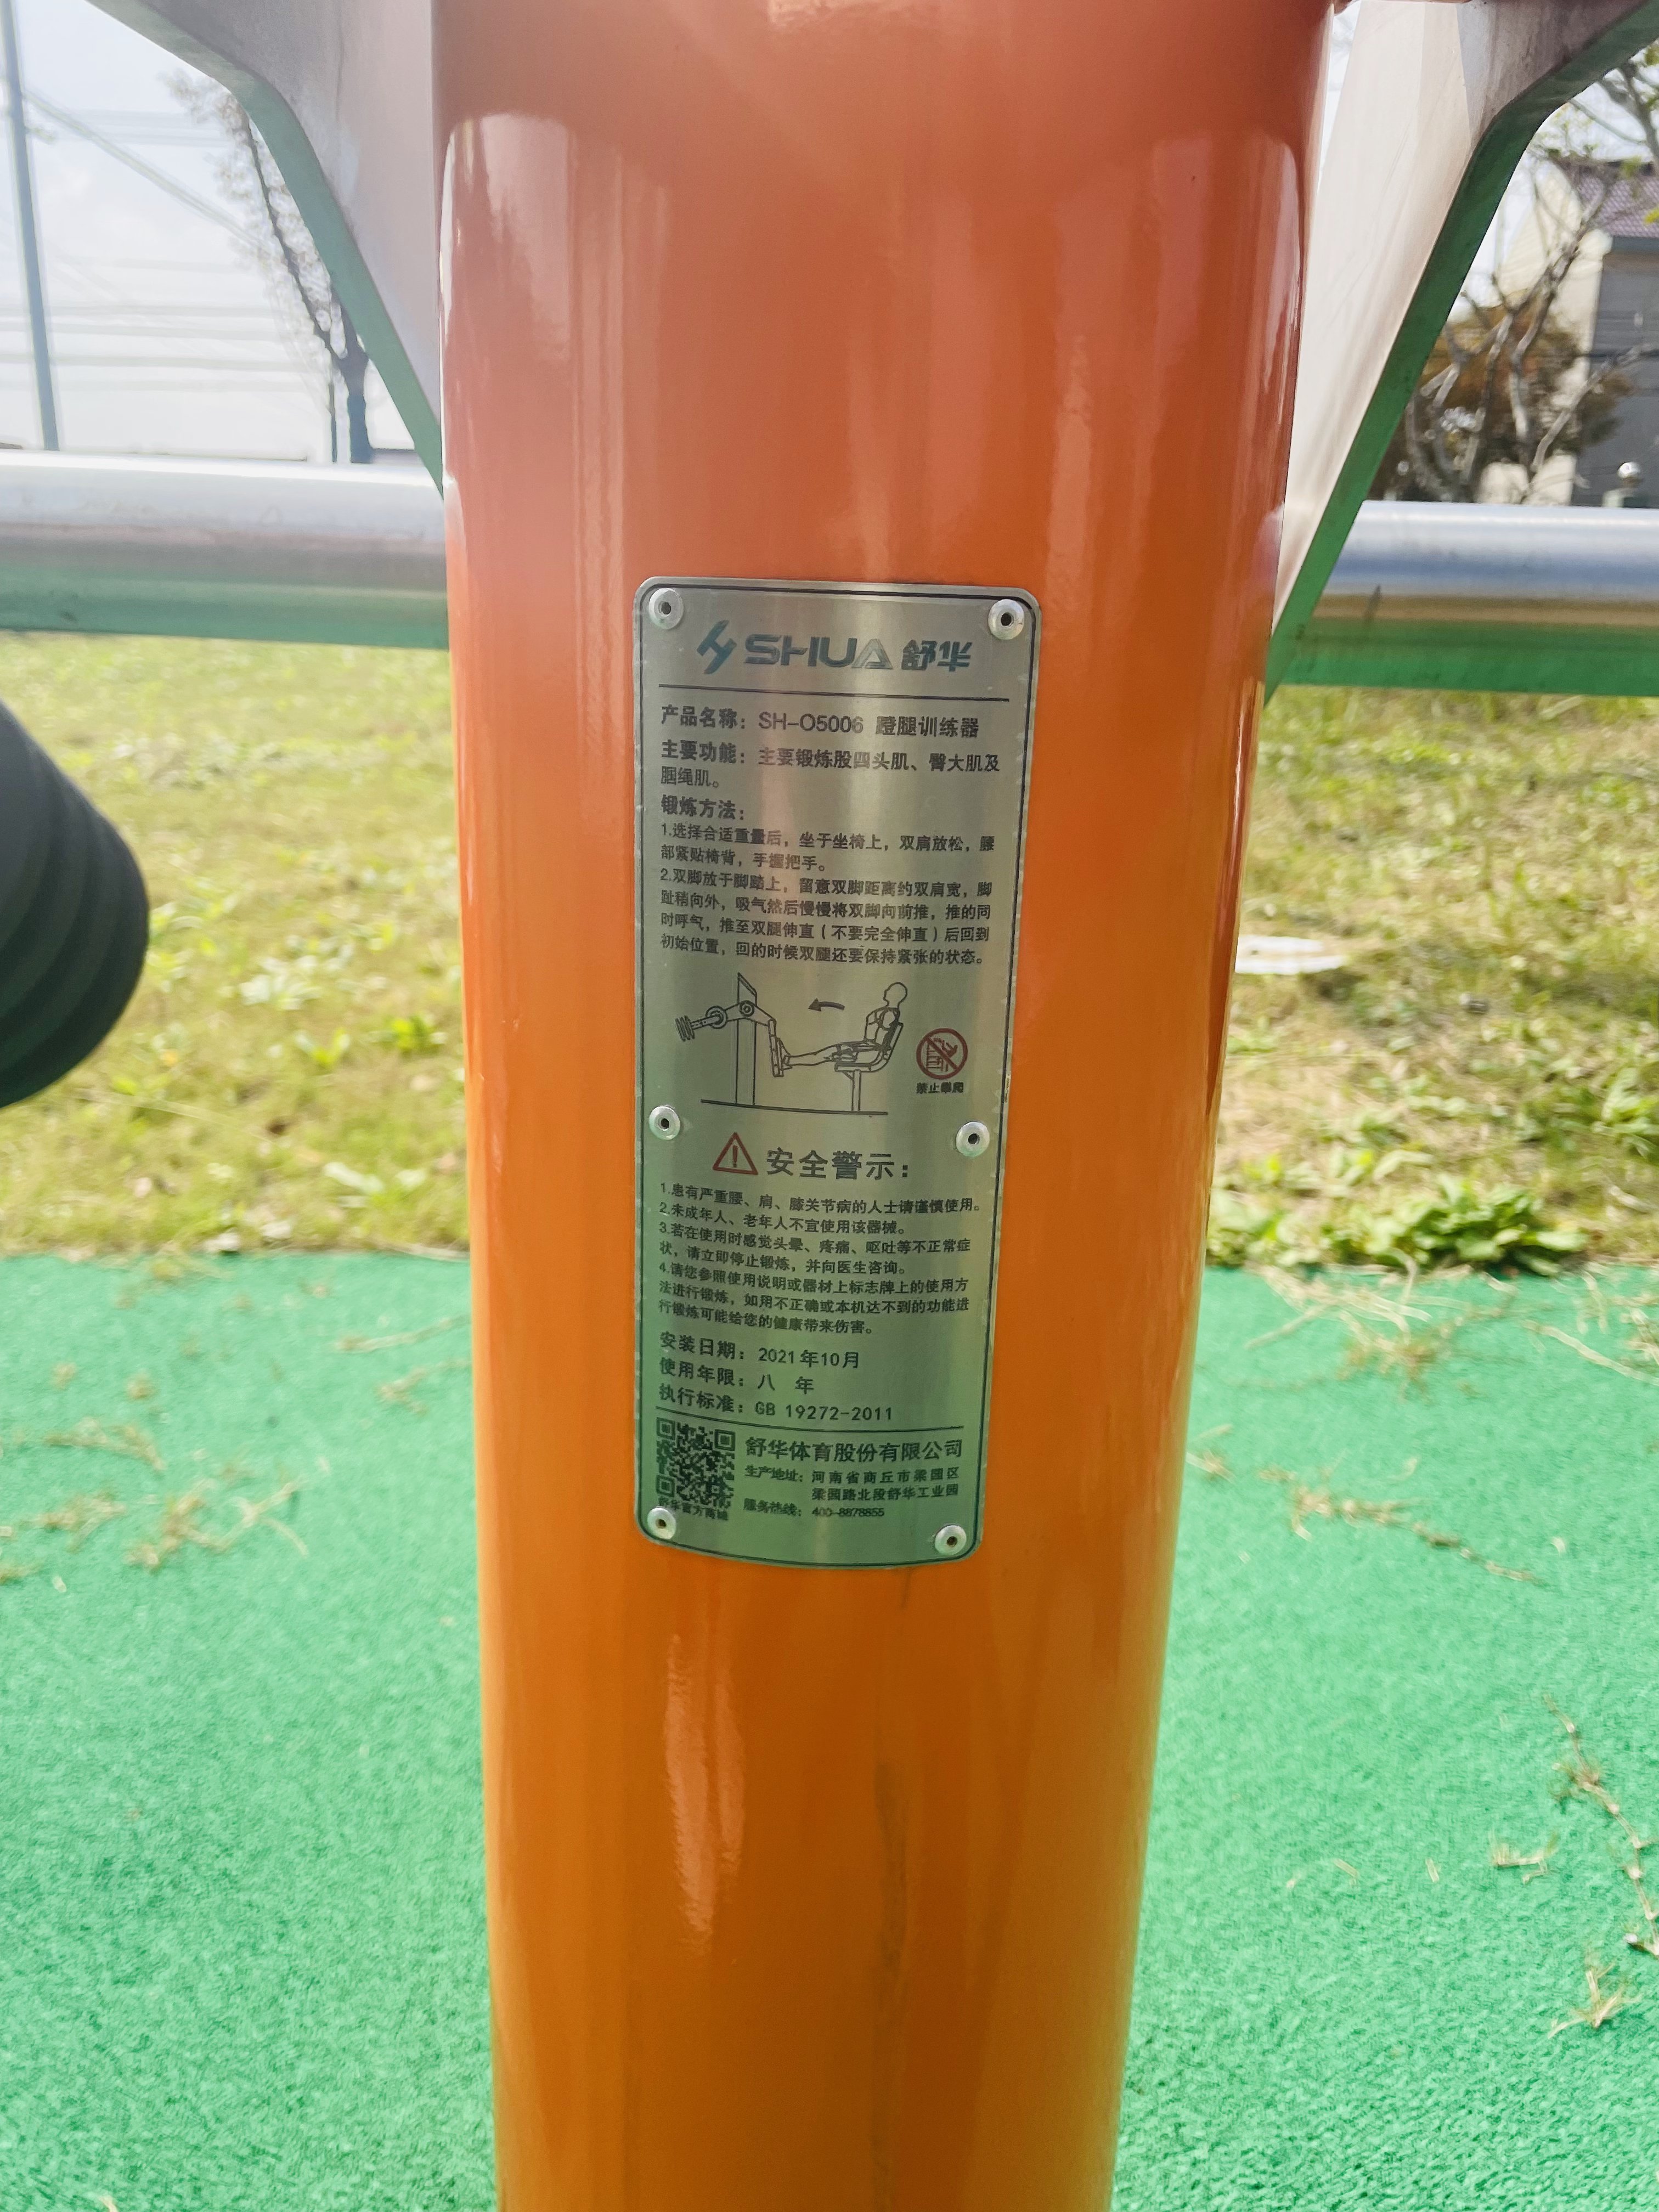 SHUA 舒华
产品名称：SH-O5006 蹬腿训练器
主要功能：主要锻炼股四头肌、臀大肌及
腘绳肌。
锻炼方法：
1.选择合适重量后，坐于坐椅上，双肩放松，腰
部紧贴椅背，手握把手。
2.双脚放于脚踏上，留意双脚距离约双肩宽，脚
趾稍向外，吸气然后慢慢将双脚向前推，推的同
时呼气，推至双腿伸直（不要完全伸直）后回到
初始位置，回的时候双腿还要保持紧张的状态。
禁止攀爬
安全警示：
1.患有严重腰、肩、膝关节病的人士请谨慎使用。
2.未成年人、老年人不宜使用该器械。
3.若在使用时感觉头晕、疼痛、呕吐等不正常症
状，请立即停止锻炼，并向医生咨询。
4.请您参照使用说明或器材上标志牌上的使用方
法进行锻炼，如用不正确或本机达不到的功能进
行锻炼可能给您的健康带来伤害。
安装日期：2021年10月
使用年限：八 年
执行标准：GB 19272-2011
舒华体育股份有限公司
生产地址：河南省商丘市梁园区
梁园路北段舒华工业园
服务热线：400-8878855
舒华官方商城